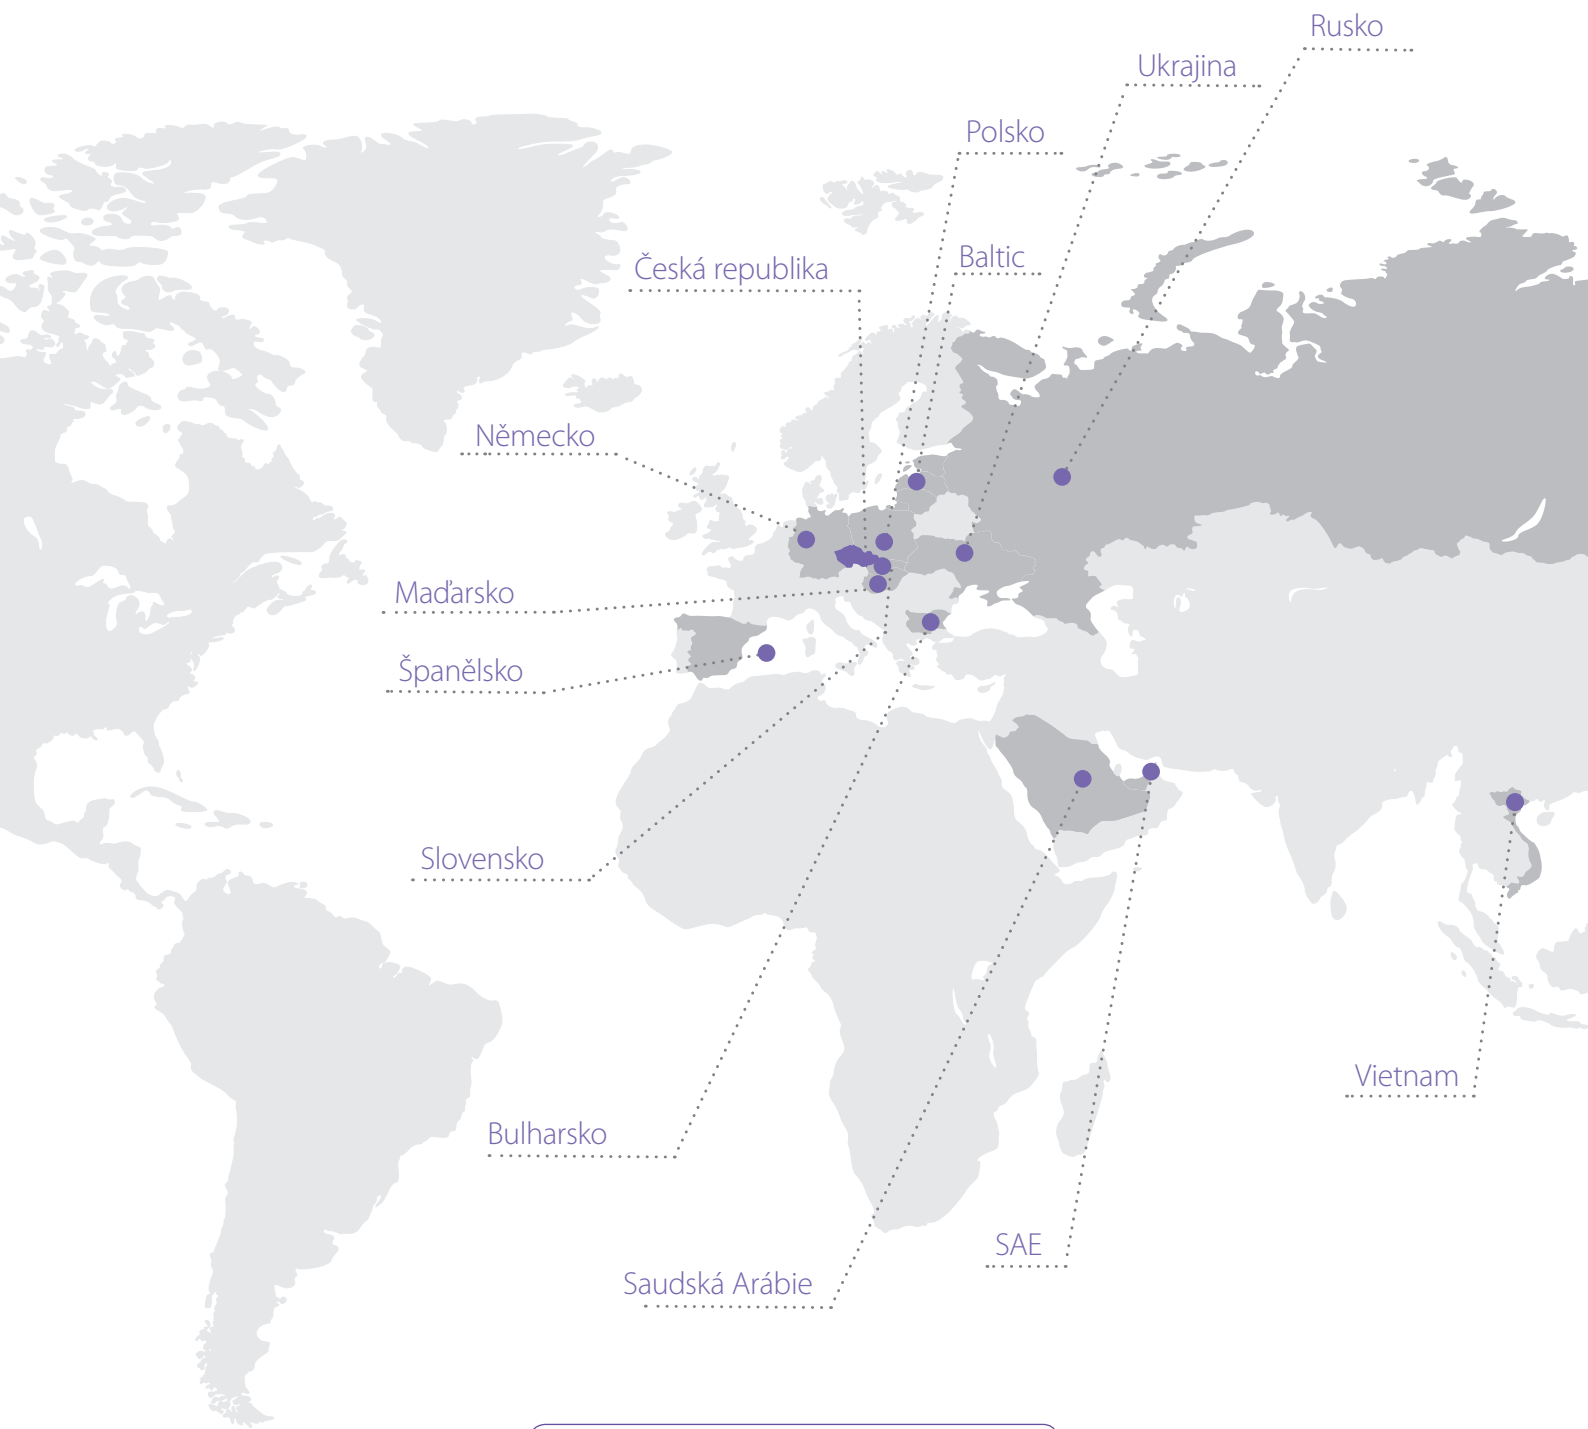 Rusko
Ukrajina
Polsko
Baltic
Česká republika
Německo
Maďarsko
Španělsko
Slovensko
Vietnam
Bulharsko
SAE
Saudská Arábie